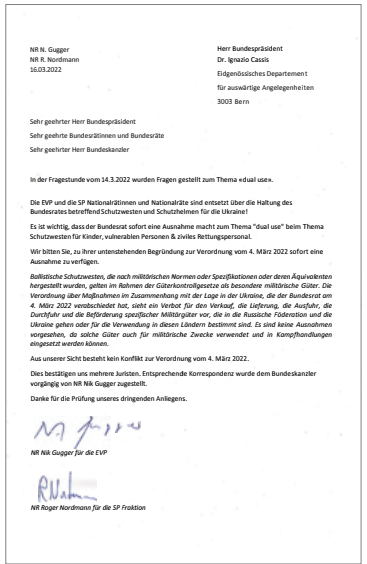 NR N. Gugger
NR R. Nordmann
16.03.2022
Herr Bundespräsident
Dr. Ignazio Cassis
Eidgenössisches Departement
für auswärtige Angelegenheiten
3003 Bern
Sehr geehrter Herr Bundespräsident
Sehr geehrte Bundesrätinnen und Bundesräte
Sehr geehrter Herr Bundeskanzler
In der Fragestunde vom 14.3.2022 wurden Fragen gestellt zum Thema «dual use».
Die EVP und die SP Nationalrätinnen und Nationalräte sind entsetzt über die Haltung des
Bundesrates betreffend Schutzwesten und Schutzhelmen für die Ukraine!
Es ist wichtig, dass der Bundesrat sofort eine Ausnahme macht zum Thema "dual use" beim Thema
Schutzwesten für Kinder, vulnerablen Personen & ziviles Rettungspersonal.
Wir bitten Sie, zu ihrer untenstehenden Begründung zur Verordnung vom 4. März 2022 sofort eine
Ausnahme zu verfügen.
Ballistische Schutzwesten, die nach militärischen Normen oder Spezifikationen oder deren Äquivalenten
hergestellt wurden, gelten im Rahmen der Güterkontrollgesetze als besondere militärische Güter. Die
Verordnung über Maßnahmen im Zusammenhang mit der Lage in der Ukraine, die der Bundesrat am
4. März 2022 verabschiedet hat, sieht ein Verbot für den Verkauf, die Lieferung, die Ausfuhr, die
Durchfuhr und die Beförderung spezifischer Militärgüter vor, die in die Russische Föderation und die
Ukraine gehen oder für die Verwendung in diesen Ländern bestimmt sind. Es sind keine Ausnahmen
vorgesehen, da solche Güter auch für militärische Zwecke verwendet und in Kampfhandlungen
eingesetzt werden können.
Aus unserer Sicht besteht kein Konflikt zur Verordnung vom 4. März 2022.
Dies bestätigen uns mehrere Juristen. Entsprechende Korrespondenz wurde dem Bundeskanzler
vorgängig von NR Nik Gugger zugestellt.
Danke für die Prüfung unseres dringenden Anliegens.
NR Nik Gugger für die EVP
NR Roger Nordmann für die SP Fraktion